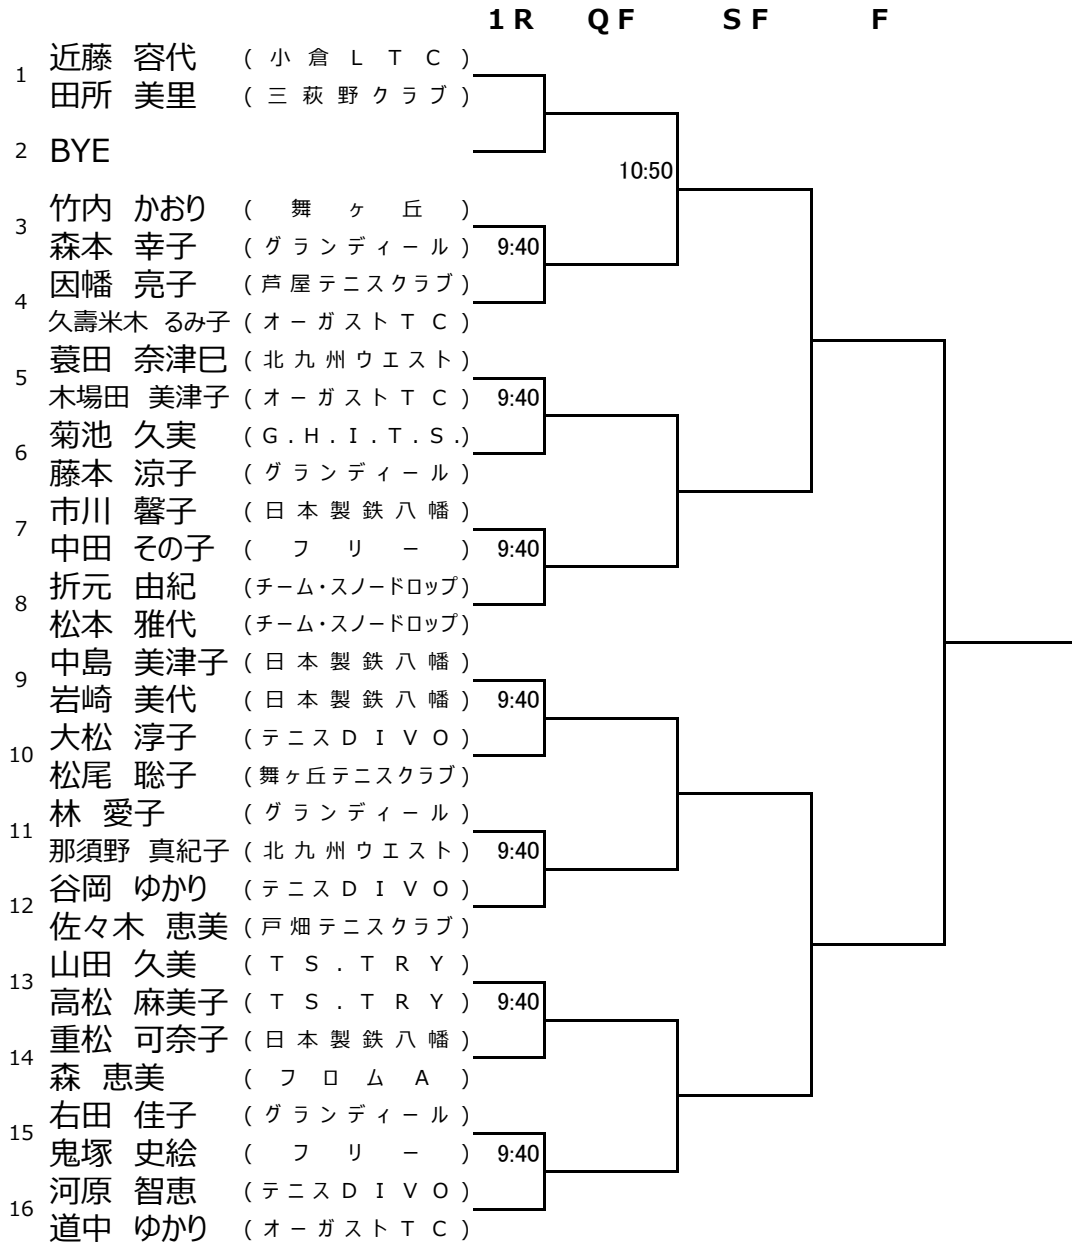 1R QF SF F
近藤 容代 (小倉LTC)
1
田所 美里 (三萩野クラブ)
2 BYE
10:50
竹内 かおり (舞ヶ丘)
3
森本 幸子 (グランディール) 9:40
因幡 亮子 (芦屋テニスクラブ)
4
久壽米木 るみ子 (オーガストTC)
蓑田 奈津巳 (北九州ウエスト)
5
木場田 美津子 (オーガストTC) 9:40
菊池 久実 (G.H.I.T.S.)
6
藤本 涼子 (グランディール)
市川 馨子 (日本製鉄八幡)
7
中田 その子 (フリー) 9:40
折元 由紀 (チーム・スノードロップ)
8
松本 雅代 (チーム・スノードロップ)
中島 美津子 (日本製鉄八幡)
9
岩崎 美代 (日本製鉄八幡) 9:40
大松 淳子 (テニスDIVO)
10
松尾 聡子 (舞ヶ丘テニスクラブ)
林 愛子 (グランディール)
11
那須野 真紀子 (北九州ウエスト) 9:40
谷岡 ゆかり (テニスDIVO)
12
佐々木 恵美 (戸畑テニスクラブ)
山田 久美 (TS.TRY)
13
高松 麻美子 (TS.TRY) 9:40
重松 可奈子 (日本製鉄八幡)
14
森 恵美 (フロムA)
右田 佳子 (グランディール)
15
鬼塚 史絵 (フリー) 9:40
河原 智恵 (テニスDIVO)
16
道中 ゆかり (オーガストTC)